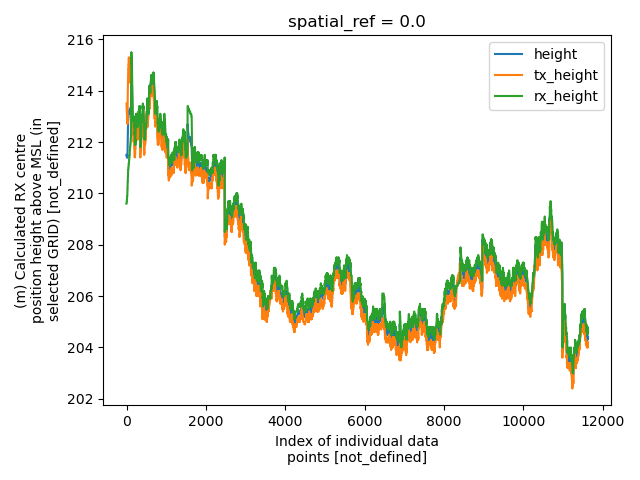 spatial_ref = 0.0
height
tx_height
rx_height
216
214
212
210
208
206
204
202
(m) Calculated RX centre
position height above MSL (in
selected GRID) [not_defined]
0
2000
4000
6000
8000
10000
12000
Index of individual data
points [not_defined]